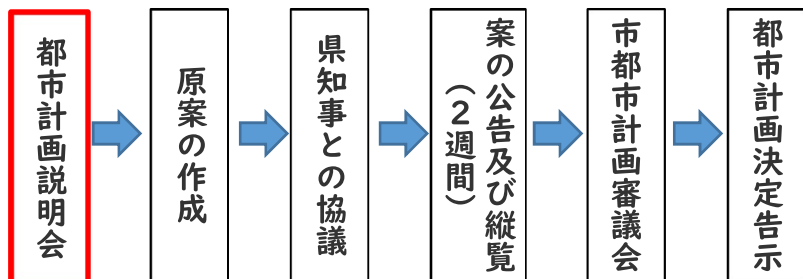 都市計画説明会
原案の作成
県知事との協議
案の公告及び縦覧
（２週間）
市都市計画審議会
都市計画決定告示